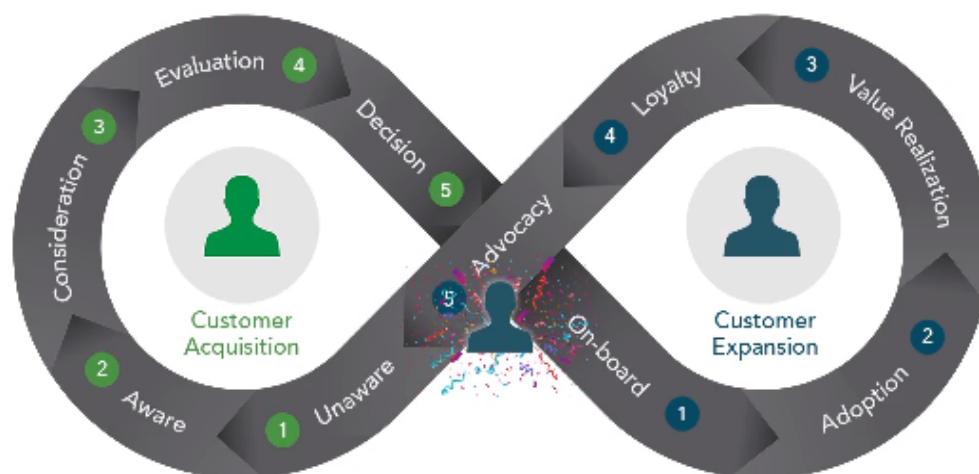 Unaware
1
Aware
2
Consideration
3
Evaluation
4
Decision
5
Customer
Acquisition
On-board
1
Adoption
2
Value Realization
3
Loyalty
4
Advocacy
5
Customer
Expansion